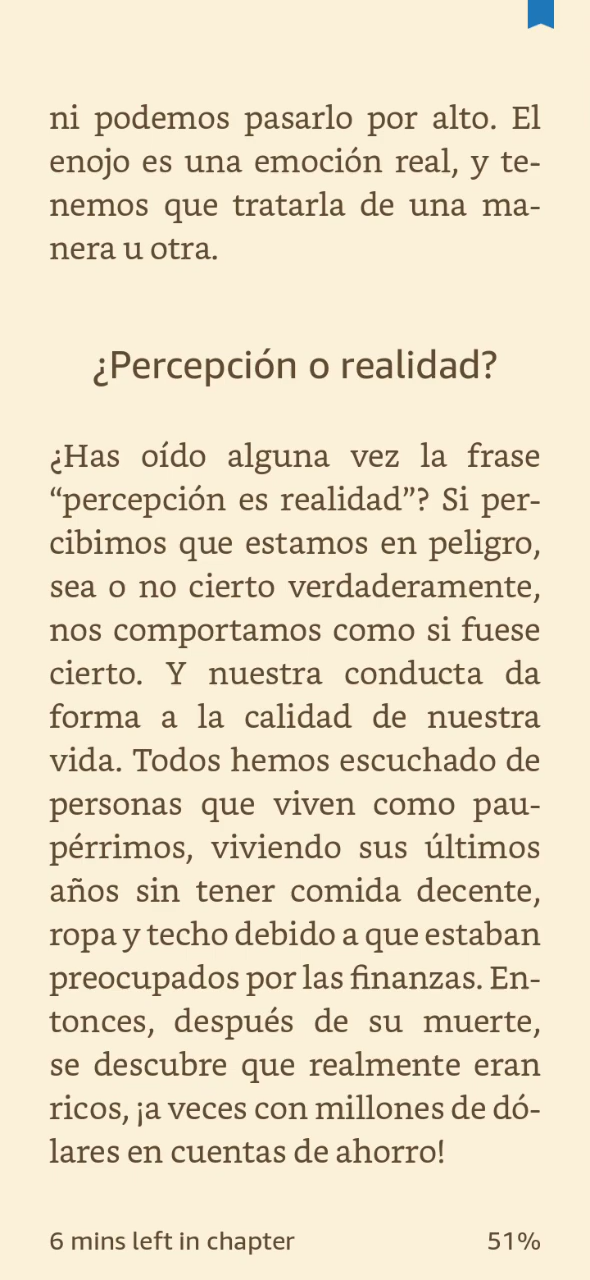 ni podemos pasarlo por alto. El
enojo es una emoción real, y te-
nemos que tratarla de una ma-
nera u otra.
¿Percepción o realidad?
¿Has oído alguna vez la frase
“percepción es realidad”? Si per-
cibimos que estamos en peligro,
sea o no cierto verdaderamente,
nos comportamos como si fuese
cierto. Y nuestra conducta da
forma a la calidad de nuestra
vida. Todos hemos escuchado de
personas que viven como pau-
pérrimos, viviendo sus últimos
años sin tener comida decente,
ropa y techo debido a que estaban
preocupados por las finanzas. En-
tonces, después de su muerte,
se descubre que realmente eran
ricos, ¡a veces con millones de dó-
lares en cuentas de ahorro!
6 mins left in chapter 51%